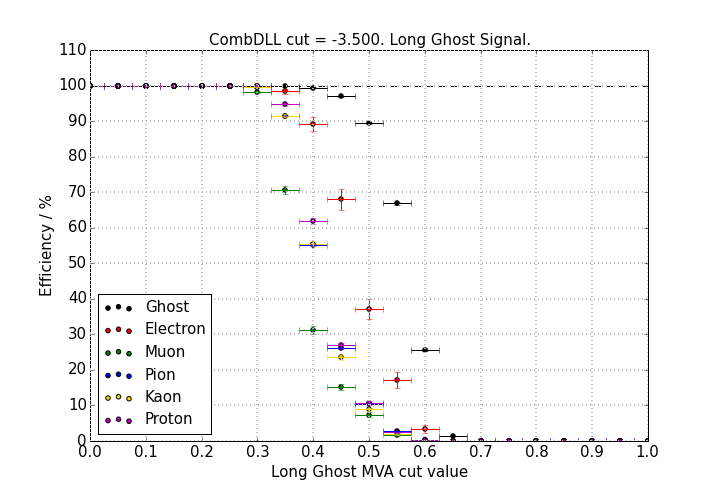 CombDLL cut = -3.500. Long Ghost Signal.
110
100
90
80
70
60
50
40
30
20
10
0
Efficiency / %
Ghost
Electron
Muon
Pion
Kaon
Proton
0.0 0.1 0.2 0.3 0.4 0.5 0.6 0.7 0.8 0.9 1.0
Long Ghost MVA cut value